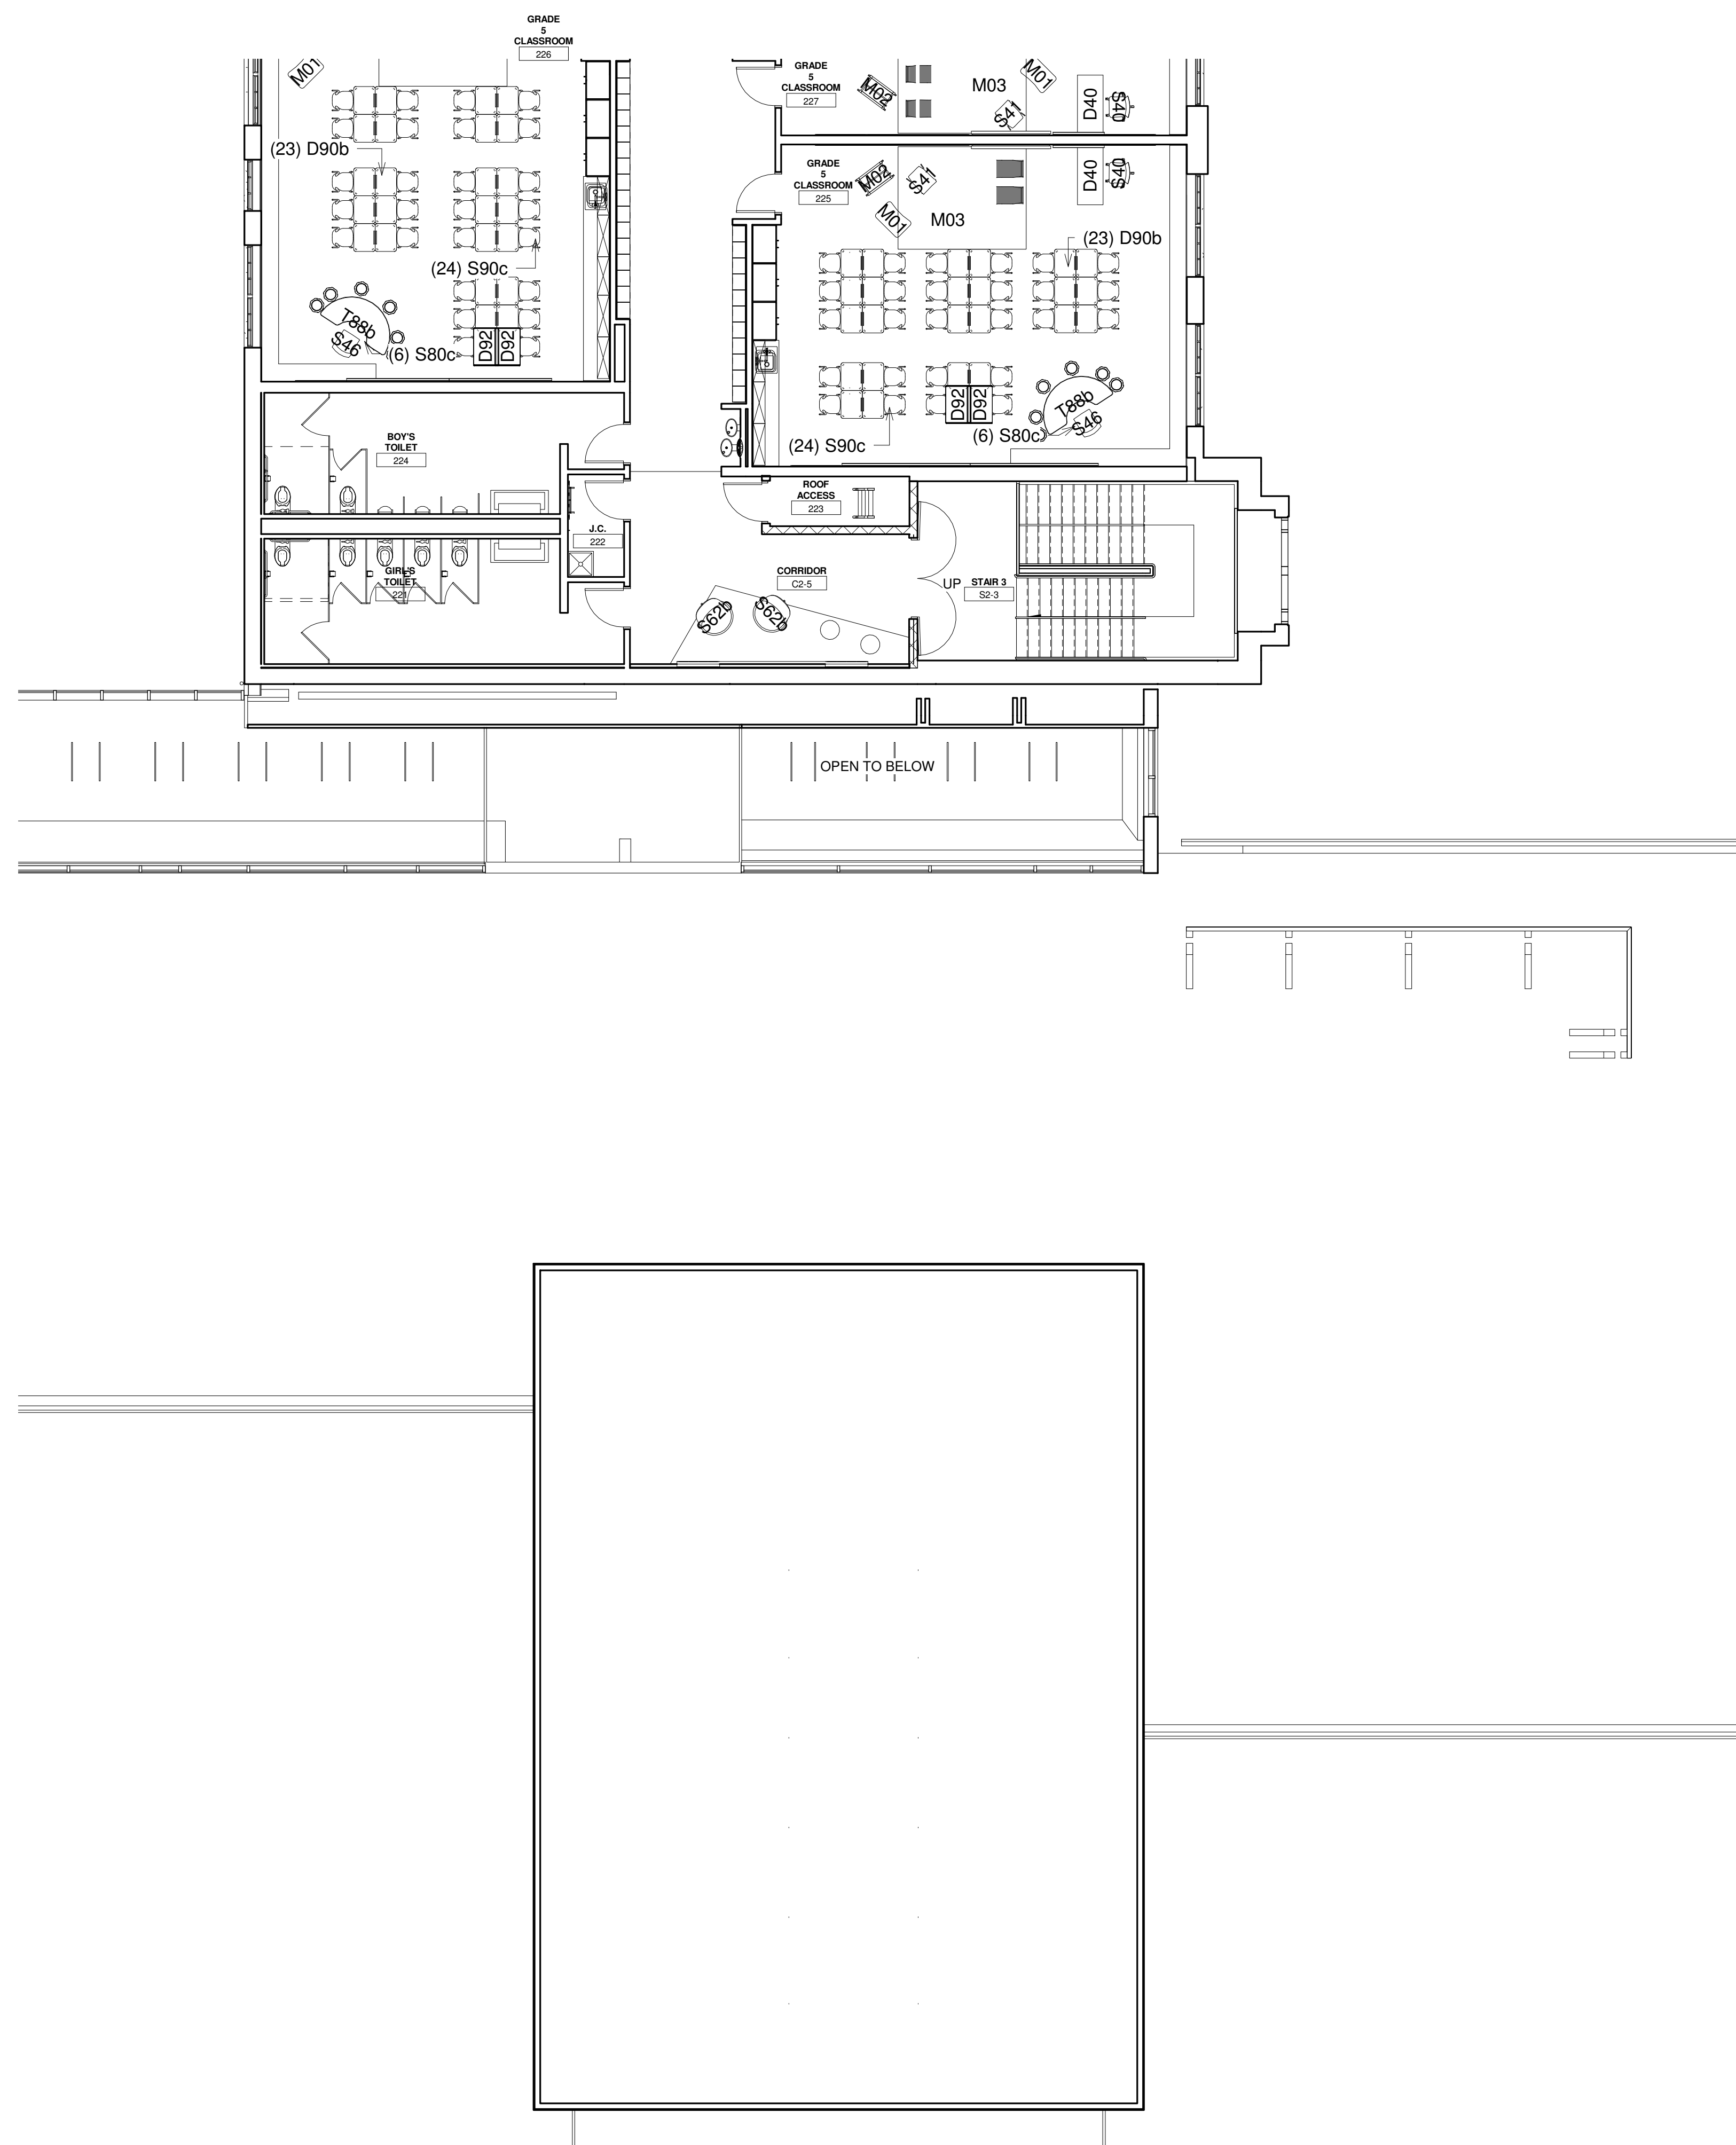 GRADE
5
CLASSROOM
226
M01
(23) D90b
(24) S90c
T88b
S46
(6) S80c
D92
D92
GRADE
5
CLASSROOM
227
M02
M03
M01
S41
D40
S40
GRADE
5
CLASSROOM
225
M02
S41
M01
M03
D40
S40
(23) D90b
(24) S90c
D92
D92
T88b
S46
(6) S80c
BOY'S
TOILET
224
ROOF
ACCESS
223
J.C.
222
GIRL'S
TOILET
221
CORRIDOR
C2-5
S62b
S62b
UP
STAIR 3
S2-3
OPEN TO BELOW